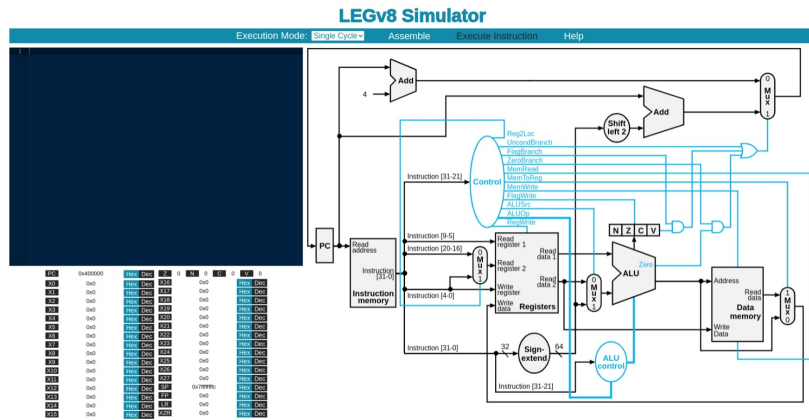 LEGv8 Simulator
Execution Mode: Single Cycle Assemble Execute Instruction Help
1
PC 0x400000 Hex Dec Z 0 N 0 C 0 V 0
X0 0x0 Hex Dec X16 0x0 Hex Dec
X1 0x0 Hex Dec X17 0x0 Hex Dec
X2 0x0 Hex Dec X18 0x0 Hex Dec
X3 0x0 Hex Dec X19 0x0 Hex Dec
X4 0x0 Hex Dec X20 0x0 Hex Dec
X5 0x0 Hex Dec X21 0x0 Hex Dec
X6 0x0 Hex Dec X22 0x0 Hex Dec
X7 0x0 Hex Dec X23 0x0 Hex Dec
X8 0x0 Hex Dec X24 0x0 Hex Dec
X9 0x0 Hex Dec X25 0x0 Hex Dec
X10 0x0 Hex Dec X26 0x0 Hex Dec
X11 0x0 Hex Dec X27 0x0 Hex Dec
X12 0x0 Hex Dec SP Hex Dec
X13 0x0 Hex Dec FP 0x0 Hex Dec
X14 0x0 Hex Dec LR 0x0 Hex Dec
X15 0x0 Hex Dec XZR 0x0 Hex Dec
Add
4
Add
0
Mux
1
Shift
left 2
Reg2Loc
UncondBranch
FlagBranch
ZeroBranch
MemRead
MemToReg
MemWrite
FlagWrite
ALUSrc
ALUOp
RegWrite
Control
Instruction [31-21]
N Z C V
PC
Read
address
Instruction
[31-0]
Instruction
memory
Instruction [9-5]
Instruction [20-16]
Instruction [4-0]
0
Mux
1
Read
register 1
Read
register 2
Write
register
Write
data
Read
data 1
Read
data 2
Registers
0
Mux
1
Zero
ALU
Address
Read
data
Data
memory
Write
Data
1
Mux
0
Instruction [31-0]
32
Sign-
extend
64
ALU
control
Instruction [31-21]